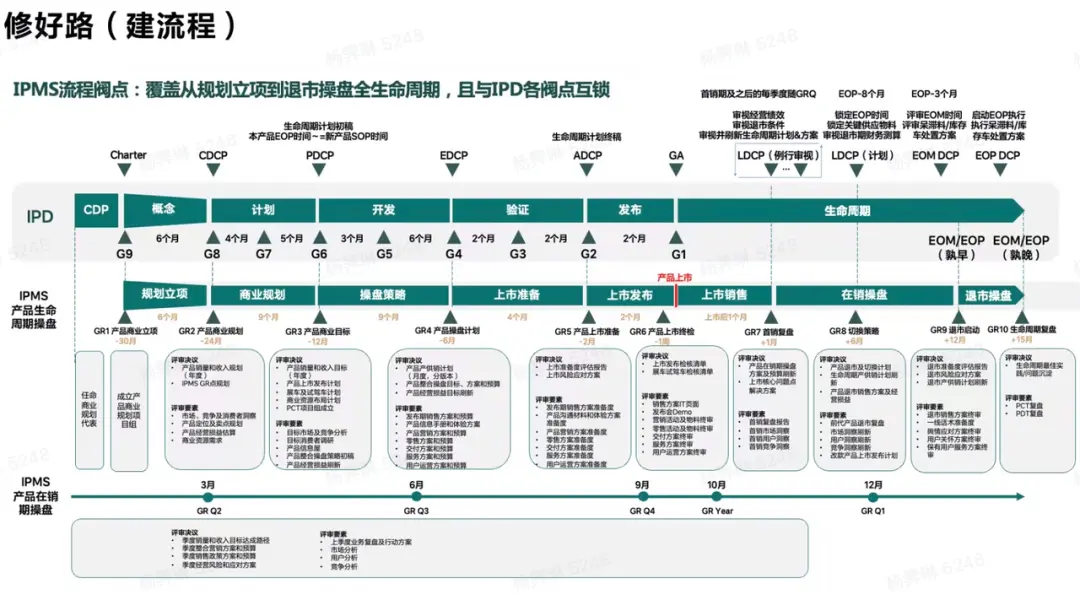 修好路（建流程）
IPMS流程阀点：覆盖从规划立项到退市操盘全生命周期，且与IPD各阀点互锁
首销期及之后的每季度随GRQ
审视经营绩效
审视退市条件
审视并刷新生命周期计划&方案
EOP-8个月
锁定EOP时间
锁定关键供应物料
审视退市期财务测算
EOP-3个月
评审EOM时间
评审呆滞料/库存
车处置方案
启动EOP执行
执行呆滞料/库
存车处置方案
生命周期计划初稿
本产品EOP时间～=新产品SOP时间
生命周期计划终稿
Charter
CDCP
PDCP
EDCP
ADCP
GA
LDCP（例行审视）
...
LDCP（计划）
EOM DCP
EOP DCP
IPD
CDP
概念
计划
开发
验证
发布
生命周期
6个月
4个月
5个月
3个月
6个月
2个月
2个月
2个月
G9
G8
G7
G6
G5
G4
G3
G2
G1
EOM/EOP
（孰早）
EOM/EOP
（孰晚）
产品上市
IPMS
产品生命
周期操盘
规划立项
商业规划
操盘策略
上市准备
上市发布
上市销售
在销操盘
退市操盘
6个月
9个月
9个月
4个月
2个月
上市后1个月
GR1 产品商业立项
-30月
GR2 产品商业规划
-24月
GR3 产品商业目标
-12月
GR4 产品操盘计划
-6月
GR5 产品上市准备
-2月
GR6 产品上市终检
-1周
GR7 首销复盘
+1月
GR8 切换策略
+6月
GR9 退市启动
+12月
GR10 生命周期复盘
+15月
任命
商业
规划
代表
成立产
品商业
规划项
目组
评审决议
• 产品销量和收入规划
（年度）
• IPMS GR点规划
评审要素
• 市场、竞争及消费者洞察
• 产品定位及卖点规划
• 产品经营损益估算
• 商业资源需求
评审决议
• 产品销量和收入目标
（年度）
• 产品上市发布计划
• 展车及试驾车计划
• 商业资源发布计划
• PCT项目组成立
评审要素
• 目标市场及竞争分析
• 目标消费者调研
• 产品信息屋
• 产品整合操盘策略初稿
• 产品经营损益刷新
评审决议
• 产品产供销计划
（月度，分版本）
• 产品整合操盘目标、方案和预算
• 产品经营损益目标刷新
评审要素
• 发布期销售方案和预算
• 产品信息手册和体验方案
• 产品营销方案和预算
• 零售方案和预算
• 交付方案和预算
• 服务方案和预算
• 用户运营方案和预算
评审决议
• 上市准备度评估报告
• 上市风险应对方案
评审要素
• 发布期销售方案准备度
• 产品沟通材料和体验方案
准备度
• 产品营销方案准备度
• 零售方案准备度
• 交付方案准备度
• 服务方案准备度
• 用户运营方案准备度
评审决议
• 上市发布检核清单
• 展车试驾车检核清单
评审要素
• 销售方案IT页面
• 发布会Demo
• 营销活动及物料终审
• 零售活动及物料终审
• 交付方案终审
• 服务方案终审
• 用户运营方案终审
评审决议
• 产品在销期操盘
方案及预算刷新
• 上市核心问题点
解决方案
评审要素
• 首销复盘报告
• 首销市场洞察
• 首销用户洞察
• 首销竞争洞察
评审决议
• 产品退市及切换计划
• 生命周期产供销计划刷
新
• 产品退市销售方案及经
营损益
评审要素
• 前代产品退市复盘
• 市场洞察刷新
• 用户洞察刷新
• 竞争洞察刷新
• 改款产品上市发布计划
评审决议
• 退市准备度评估报告
• 退市风险应对方案
• 退市产供销计划刷新
评审要素
• 退市销售方案终审
• 一线话术准备度
• 舆情应对方案终审
• 用户关怀方案终审
• 保有用户服务方案终
审
评审决议
• 生命周期最佳实
践/问题沉淀
评审要素
• PCT复盘
• PDT复盘
IPMS
产品在销
期操盘
3月
6月
9月
10月
12月
GR Q2
GR Q3
GR Q4
GR Year
GR Q1
评审决议
• 季度销量和收入目标达成路径
• 季度整合营销方案和预算
• 季度销售政策方案和预算
• 季度经营风险和应对方案
评审要素
• 上季度业务复盘及行动方案
• 市场分析
• 用户分析
• 竞争分析